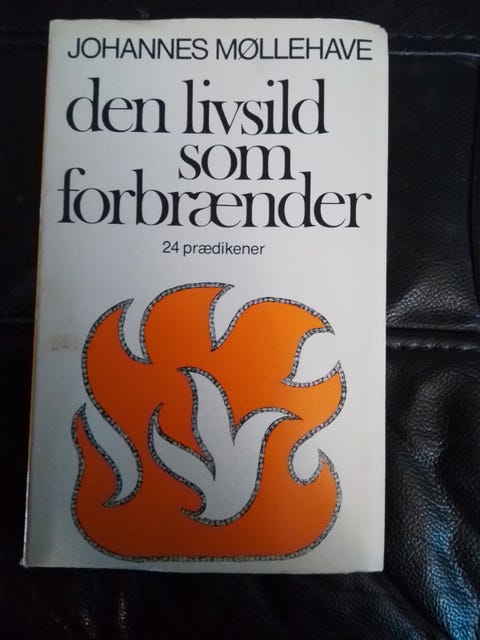 JOHANNES MØLLEHAVE
den livsild
som
forbrænder
24 prædikener